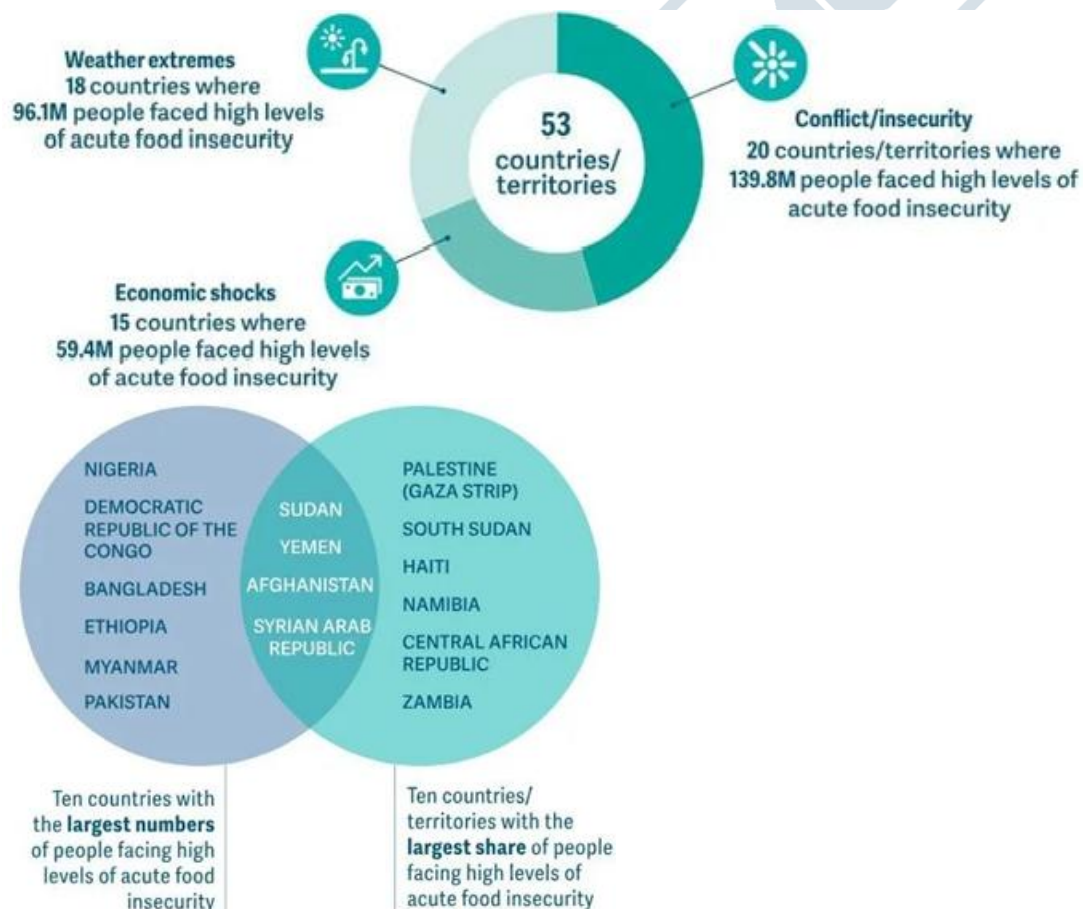 Weather extremes
18 countries where
96.1M people faced high levels
of acute food insecurity
53
countries/
territories
Conflict/insecurity
20 countries/territories where
139.8M people faced high levels of
acute food insecurity
Economic shocks
15 countries where
59.4M people faced high levels
of acute food insecurity
NIGERIA
DEMOCRATIC
REPUBLIC OF THE
CONGO
BANGLADESH
ETHIOPIA
MYANMAR
PAKISTAN
SUDAN
YEMEN
AFGHANISTAN
SYRIAN ARAB
REPUBLIC
PALESTINE
(GAZA STRIP)
SOUTH SUDAN
HAITI
NAMIBIA
CENTRAL AFRICAN
REPUBLIC
ZAMBIA
Ten countries with
the largest numbers
of people facing high
levels of acute food
insecurity
Ten countries/
territories with the
largest share of people
facing high levels of
acute food insecurity